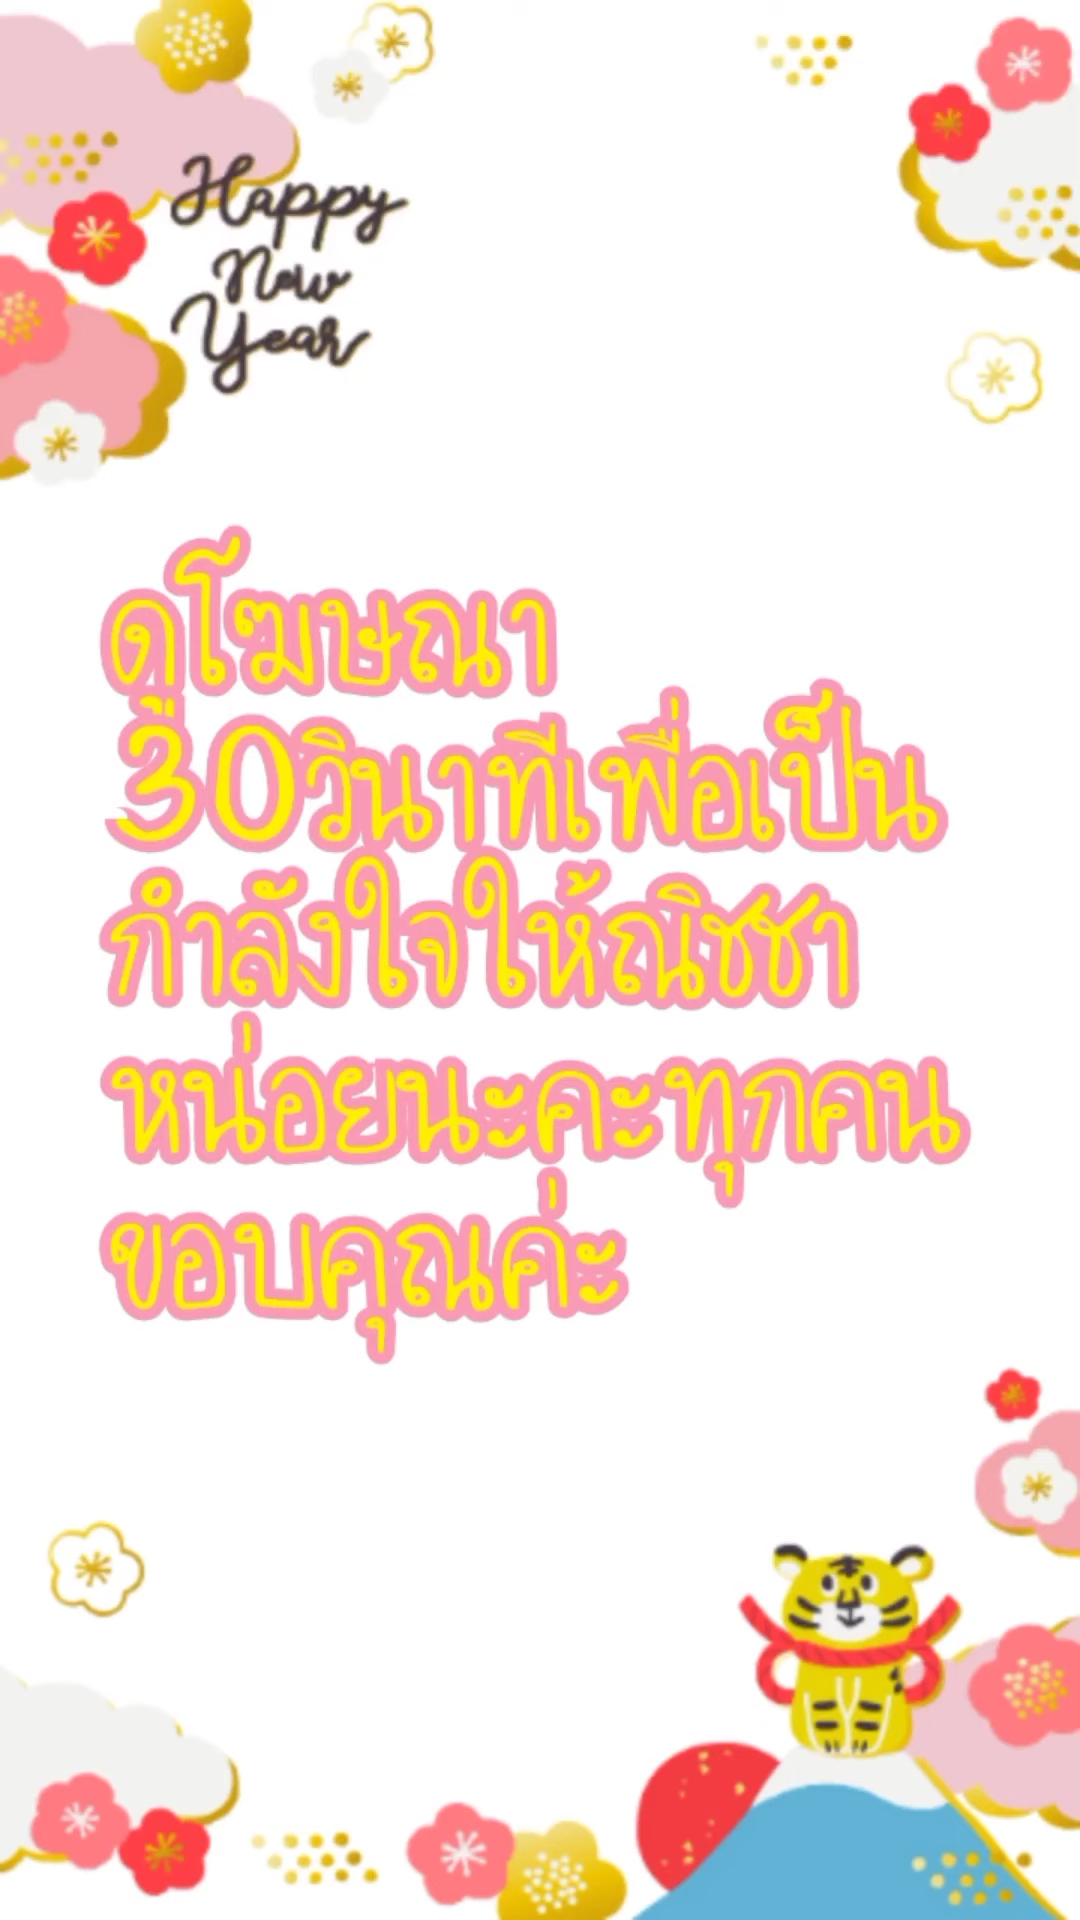 Happy
New
Year
ดูโฆษณา
30วินาทีเพื่อเป็น
กำลังใจให้ณิชชา
หน่อยนะคะทุกคน
ขอบคุณค่ะ